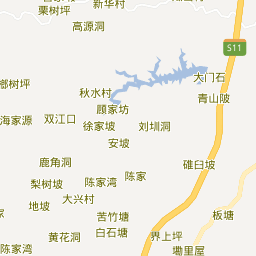 新华村
栗树坪
高源洞
S11
大门石
榔树坪
秋水村
青山陂
顾家坊
海家源
双江口
徐家坡
刘圳洞
安坡
鹿角洞
碓臼坡
梨树坡
陈家湾
陈家
大兴村
地坡
苦竹塘
板塘
白石塘
陈家湾
黄花洞
界上坪
墈里屋